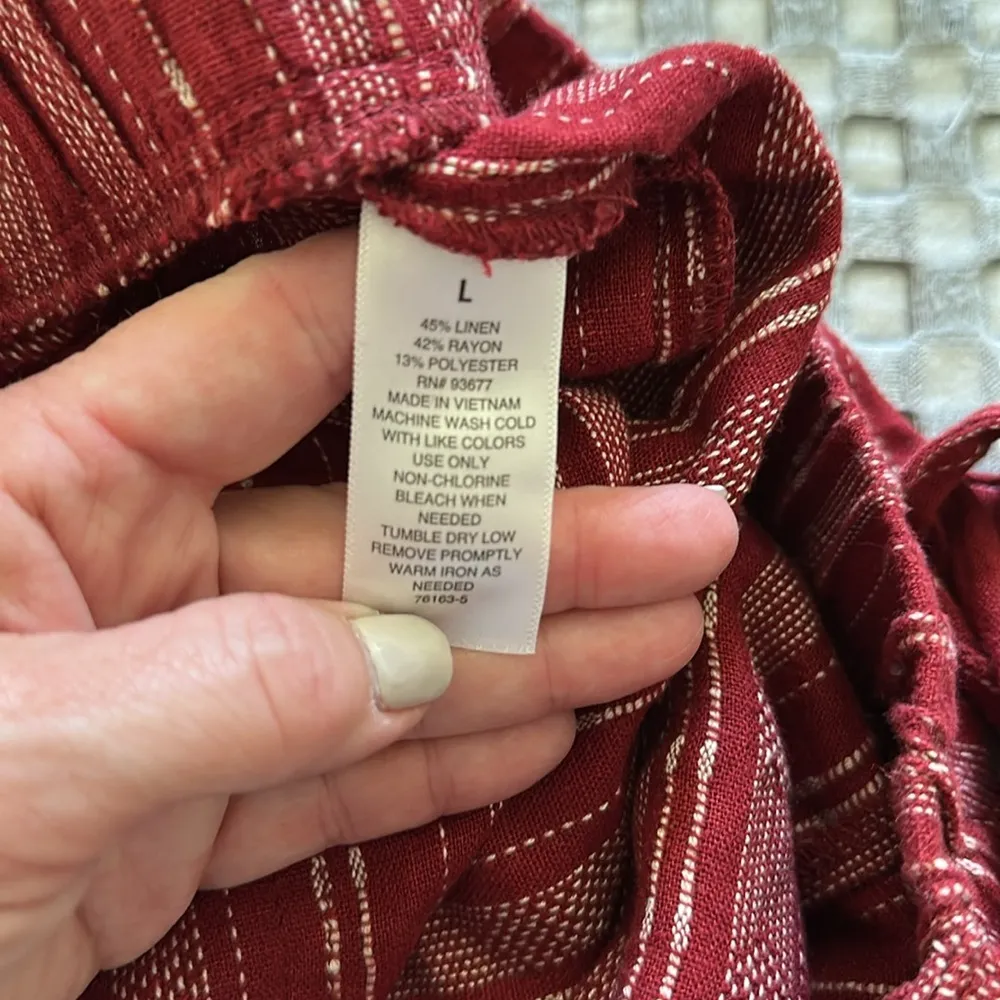 L
45% LINEN
42% RAYON
13% POLYESTER
RN# 93677
MADE IN VIETNAM
MACHINE WASH COLD
WITH LIKE COLORS
USE ONLY
NON-CHLORINE
BLEACH WHEN
NEEDED
TUMBLE DRY LOW
REMOVE PROMPTLY
WARM IRON AS
NEEDED
76163-5